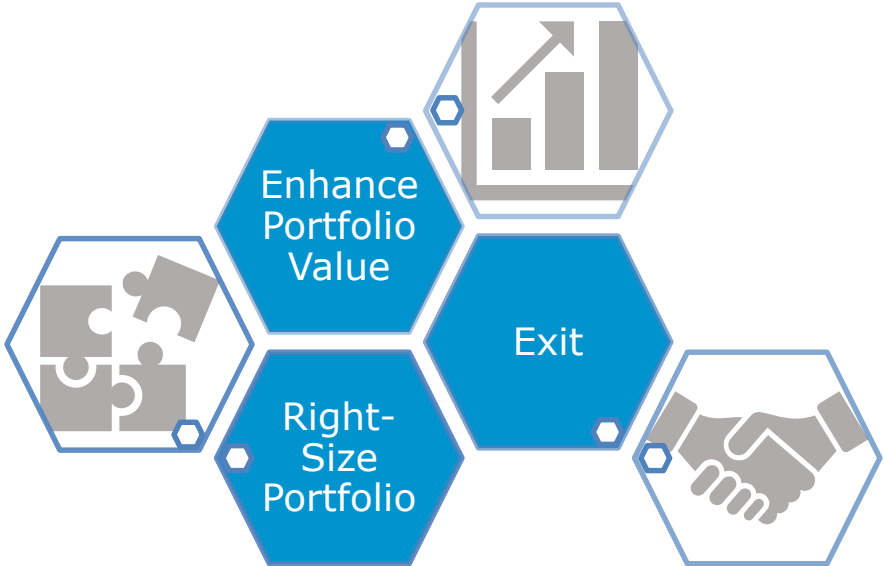 Enhance
Portfolio
Value
Exit
Right-
Size
Portfolio